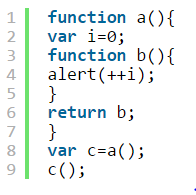 1 function a(){
2 var i=0;
3 function b(){
4 alert(++i);
5 }
6 return b;
7 }
8 var c=a();
9 c();